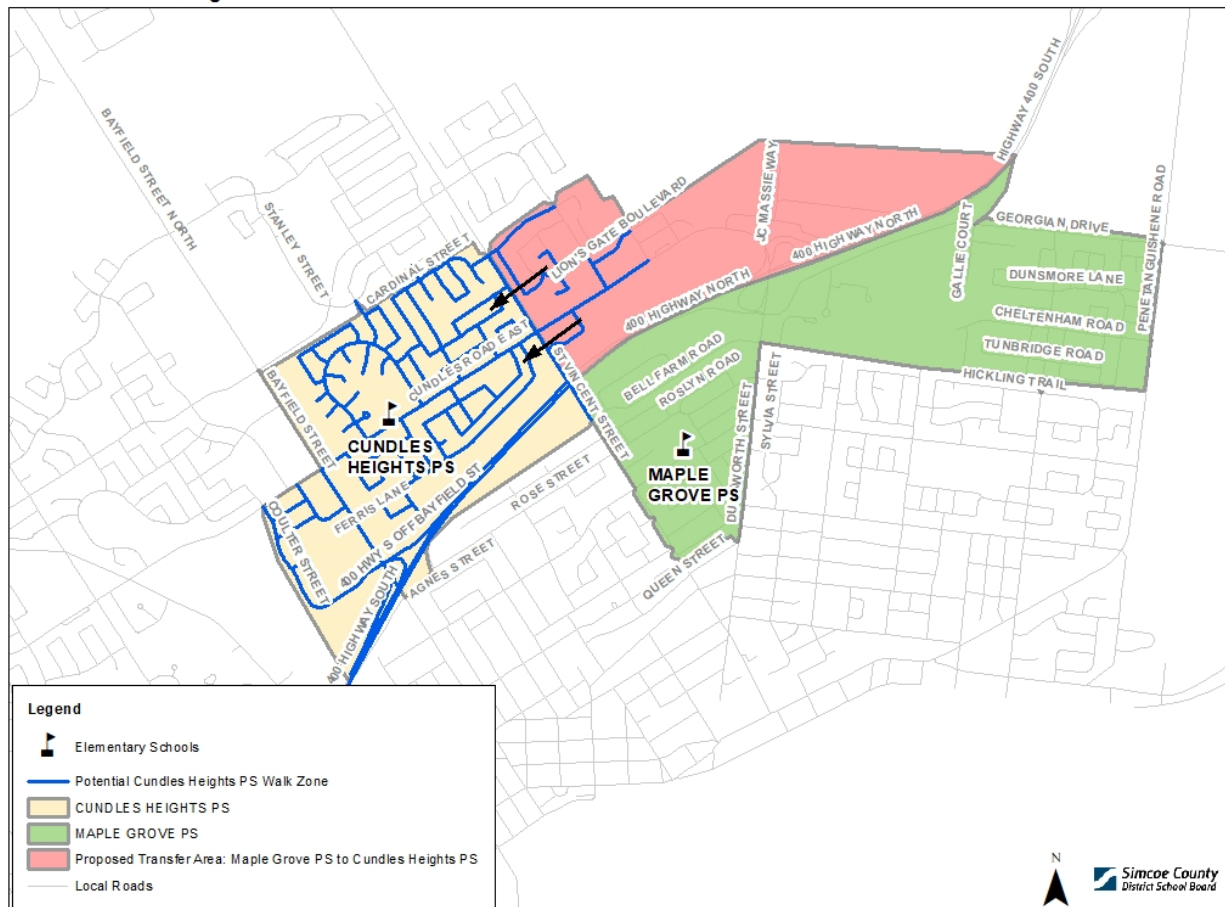 HIGHWAY 400 SOUTH
BAYFIELD STREET NORTH
STANLEY STREET
CARDINAL STREET
LION'S GATE BOULEVARD
JC MASSIE WAY
400 HIGHWAY NORTH
GALLIE COURT
GEORGIAN DRIVE
PENETANGUISHENE ROAD
DUNSMORE LANE
CHELTENHAM ROAD
TUNBRIDGE ROAD
HICKLING TRAIL
400 HIGHWAY NORTH
CUNDLES ROAD EAST
ST VINCENT STREET
BELL FARM ROAD
ROSLYN ROAD
SYLVIA STREET
BAYFIELD STREET
CUNDLES
HEIGHTS PS
MAPLE
GROVE PS
FERRIS LANE
ROSE STREET
COULTER STREET
400 HWY S OFF BAYFIELD ST
AGNES STREET
QUEEN STREET
400 HIGHWAY SOUTH
Legend
Elementary Schools
Potential Cundles Heights PS Walk Zone
CUNDLES HEIGHTS PS
MAPLE GROVE PS
Proposed Transfer Area: Maple Grove PS to Cundles Heights PS
Local Roads
N
Simcoe County
District School Board